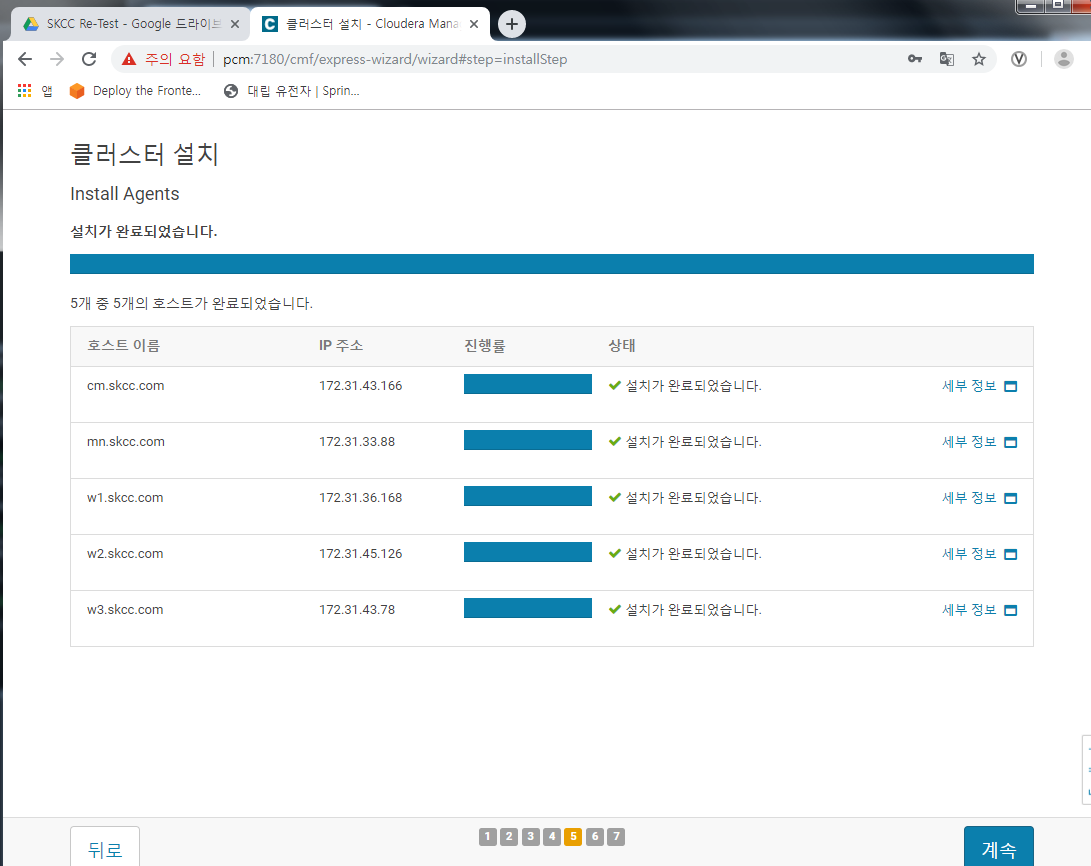 SKCC Re-Test - Google 드라이브
클러스터 설치 - Cloudera Mana
주의 요함 pcm:7180/cmf/express-wizard/wizard#step=installStep
앱 Deploy the Fronte... 대립 유전자 | Sprin...
클러스터 설치
Install Agents
설치가 완료되었습니다.
5개 중 5개의 호스트가 완료되었습니다.
호스트 이름 IP 주소 진행률 상태
cm.skcc.com 172.31.43.166 설치가 완료되었습니다. 세부 정보
mn.skcc.com 172.31.33.88 설치가 완료되었습니다. 세부 정보
w1.skcc.com 172.31.36.168 설치가 완료되었습니다. 세부 정보
w2.skcc.com 172.31.45.126 설치가 완료되었습니다. 세부 정보
w3.skcc.com 172.31.43.78 설치가 완료되었습니다. 세부 정보
뒤로 1 2 3 4 5 6 7 계속